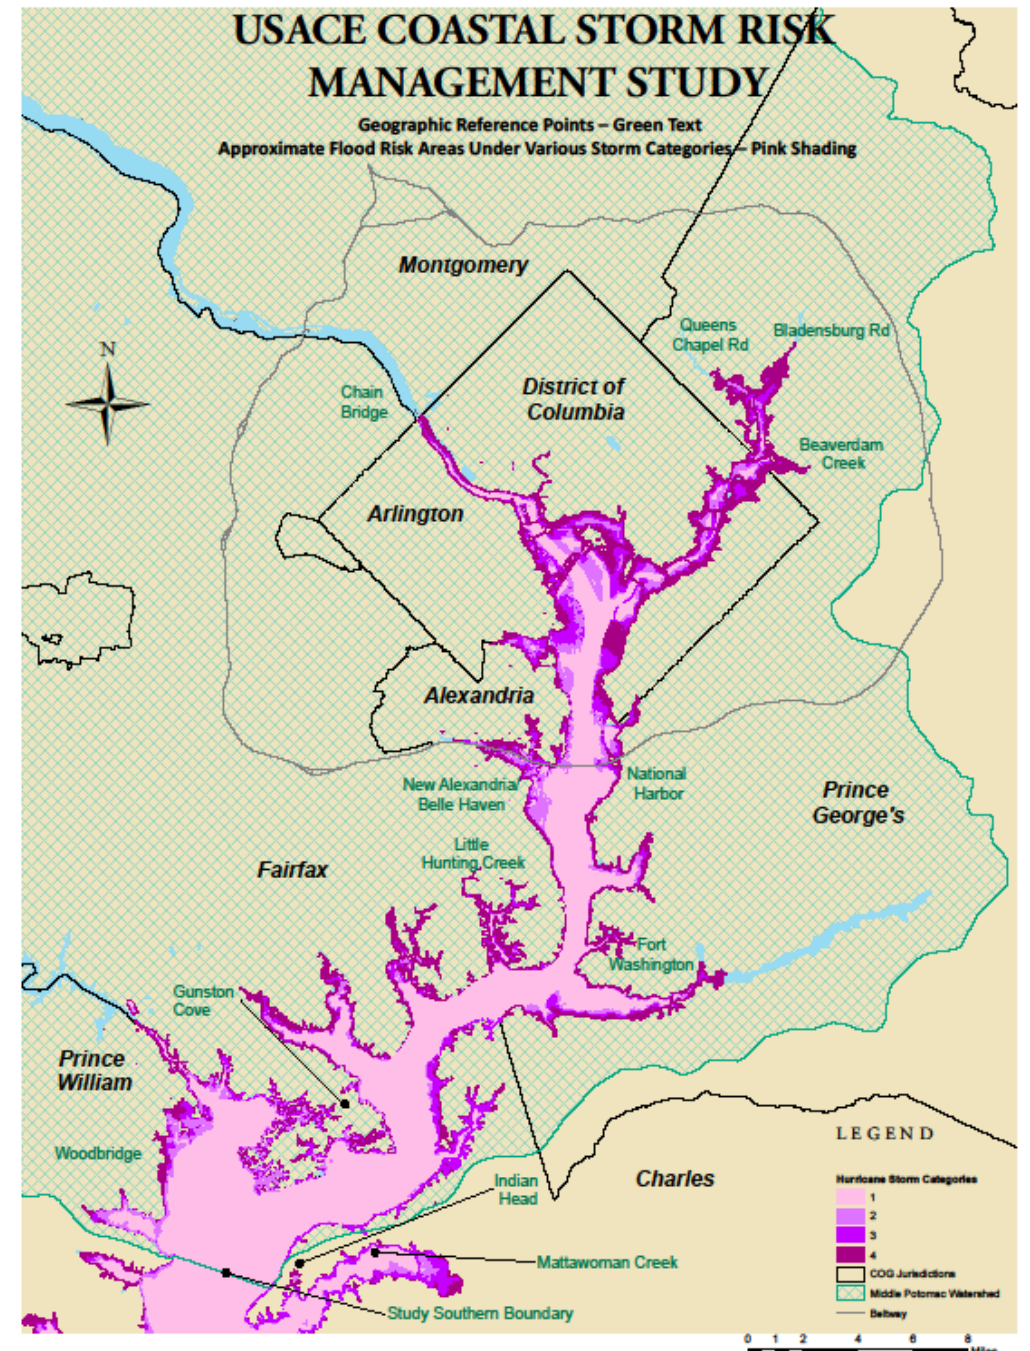 USACE COASTAL STORM RISK
MANAGEMENT STUDY
Geographic Reference Points – Green Text
Approximate Flood Risk Areas Under Various Storm Categories – Pink Shading
Montgomery
Queens
Chapel Rd
Bladensburg Rd
N
Chain
Bridge
District of
Columbia
Beaverdam
Creek
Arlington
Alexandria
New Alexandria/
Belle Haven
National
Harbor
Prince
George's
Little
Hunting Creek
Fairfax
Fort
Washington
Gunston
Cove
Prince
William
Woodbridge
LEGEND
Hurricane Storm Categories
1
2
3
4
COG Jurisdictions
Middle Potomac Watershed
Beltway
Charles
Indian
Head
Mattawoman Creek
Study Southern Boundary
0 1 2 4 6 8
Miles